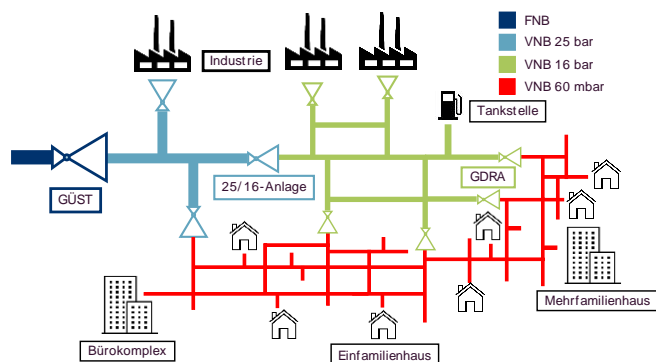 FNB
VNB 25 bar
VNB 16 bar
VNB 60 mbar
Industrie
Tankstelle
GÜST
25/16-Anlage
GDRA
Mehrfamilienhaus
Bürokomplex
Einfamilienhaus